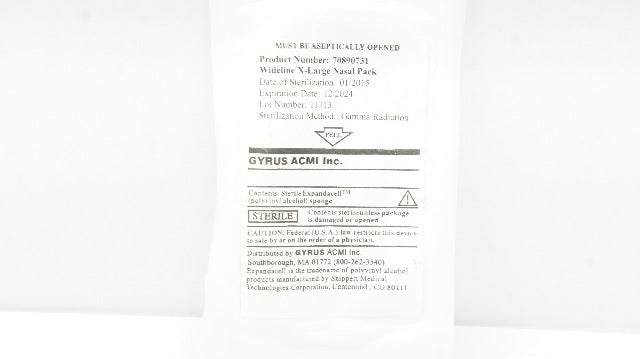 MUST BE ASEPTICALLY OPENED
Product Number: 70890731
Wideline X-Large Nasal Pack
Date of Sterilization: 01/2015
Expiration Date: 12/2024
Lot Number: 11713
Sterilization Method: Gamma Radiation
PEEL
GYRUS ACMI Inc.
Contents: Sterile Expandacell™
(polyvinyl alcohol) sponge
STERILE
Contents sterile unless package
is damaged or opened
CAUTION: Federal (U.S.A.) law restricts this device
to sale by or on the order of a physician.
Distributed by GYRUS ACMI Inc
Southborough, MA 01772 (800-262-3540)
Expandacell is the tradename of polyvinyl alcohol
products manufactured by Shippert Medical
Technologies Corporation, Centennial, CO 80111